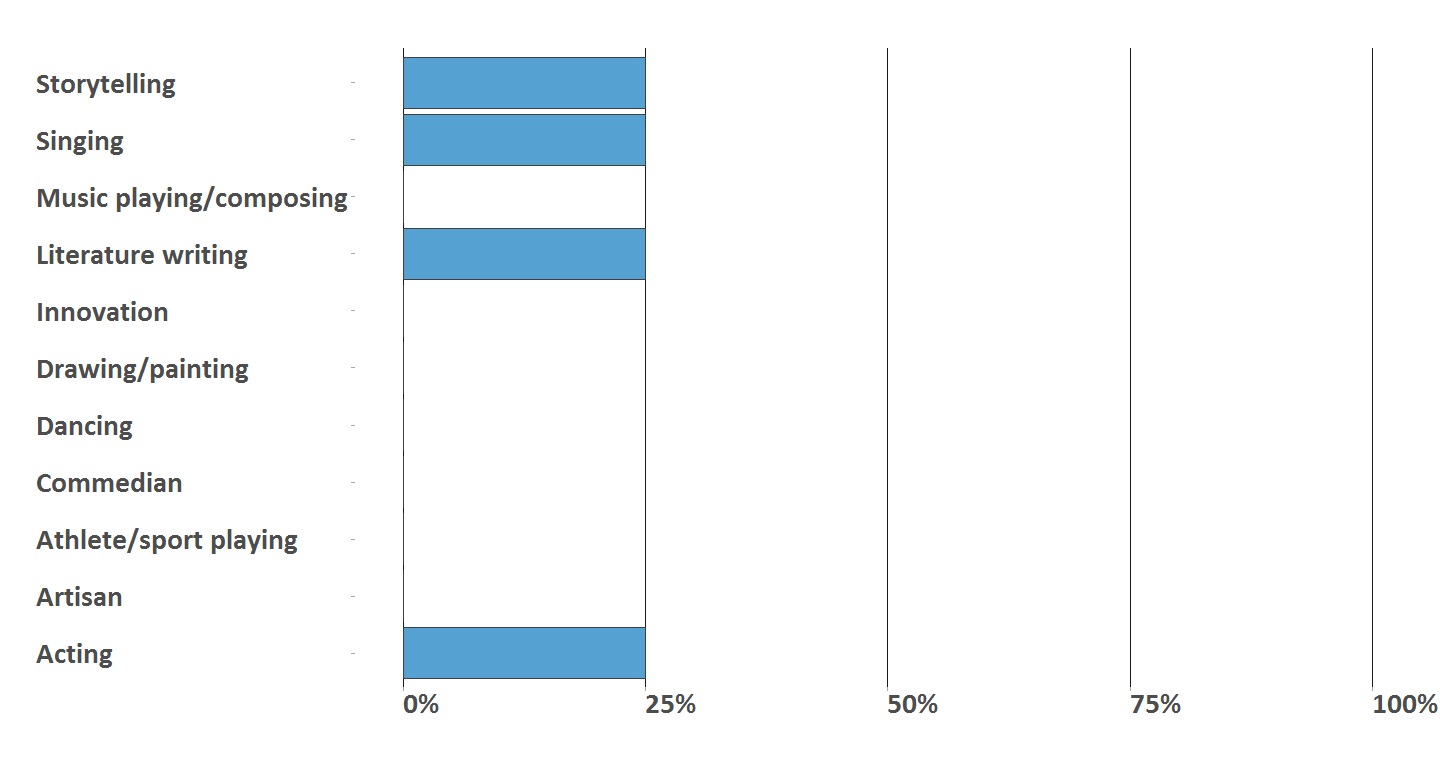 Storytelling
Singing
Music playing/composing
Literature writing
Innovation
Drawing/painting
Dancing
Commedian
Athlete/sport playing
Artisan
Acting
0% 25% 50% 75% 100%